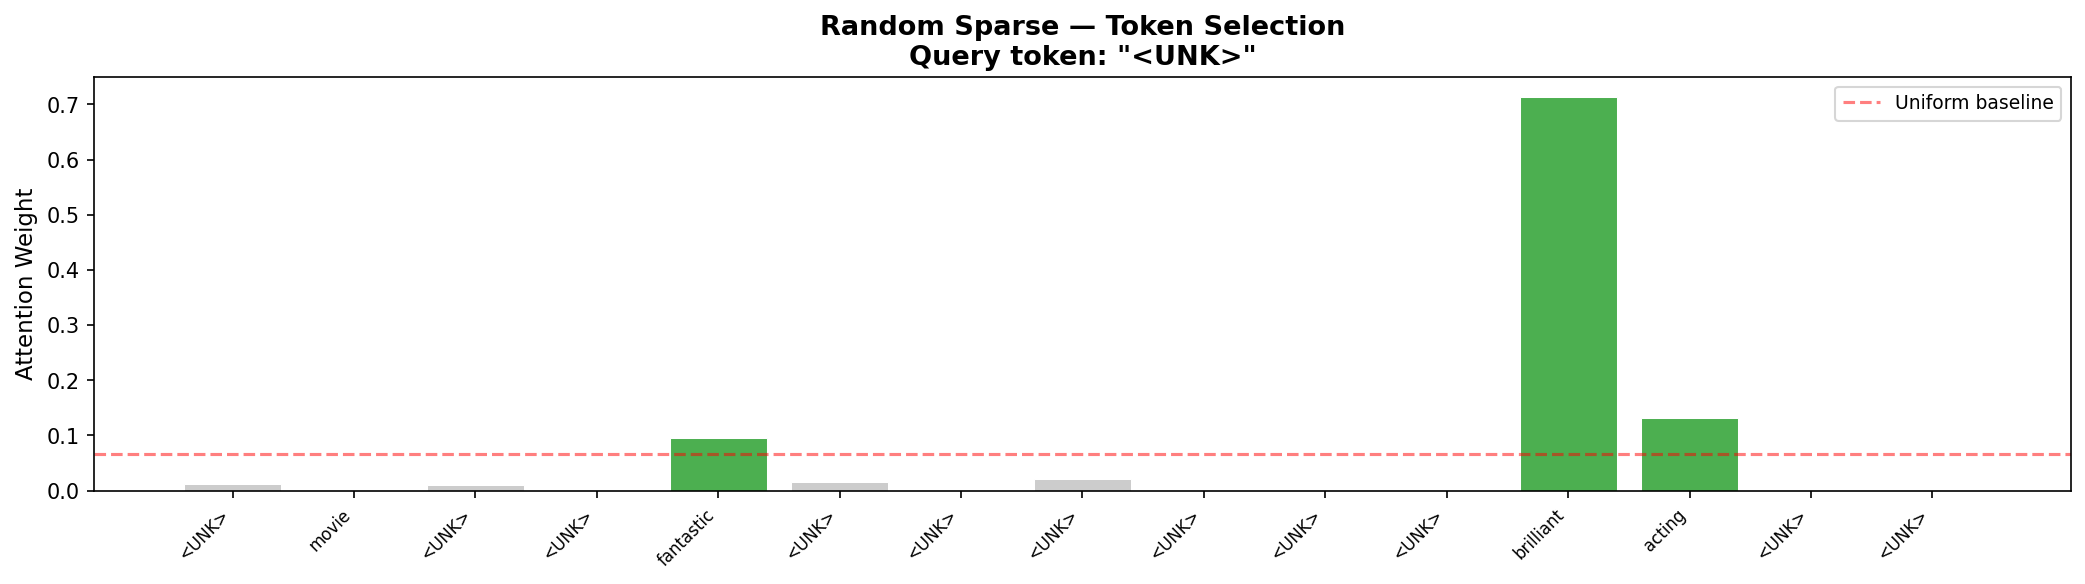 Random Sparse — Token Selection
Query token: "<UNK>"
Attention Weight
0.7
0.6
0.5
0.4
0.3
0.2
0.1
0.0
Uniform baseline
<UNK>
movie
<UNK>
<UNK>
fantastic
<UNK>
<UNK>
<UNK>
<UNK>
<UNK>
<UNK>
brilliant
acting
<UNK>
<UNK>